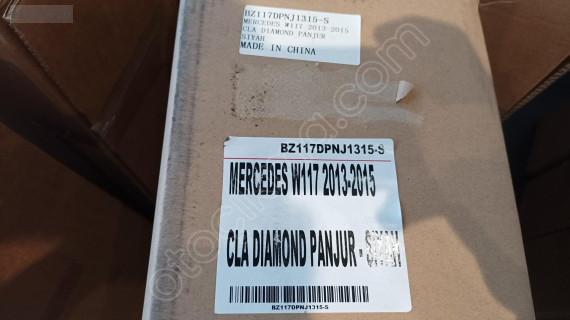 BZ117DPNJ1315-S
MERCEDES W117 2013-2015
CLA DIAMOND PANJUR
SIYAH
MADE IN CHINA
BZ117DPNJ1315-S
MERCEDES W117 2013-2015
CLA DIAMOND PANJUR - SIYAH
BZ117DPNJ1315-S